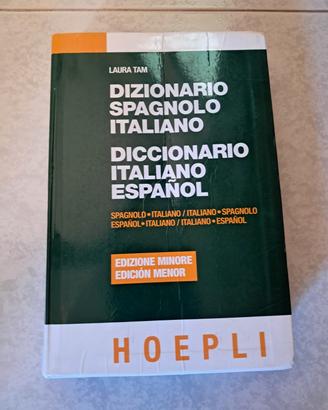 LAURA TAM
DIZIONARIO
SPAGNOLO
ITALIANO
DICCIONARIO
ITALIANO
ESPAÑOL
SPAGNOLO • ITALIANO / ITALIANO • SPAGNOLO
ESPAÑOL • ITALIANO / ITALIANO • ESPAÑOL
EDIZIONE MINORE
EDICIÓN MENOR
HOEPLI